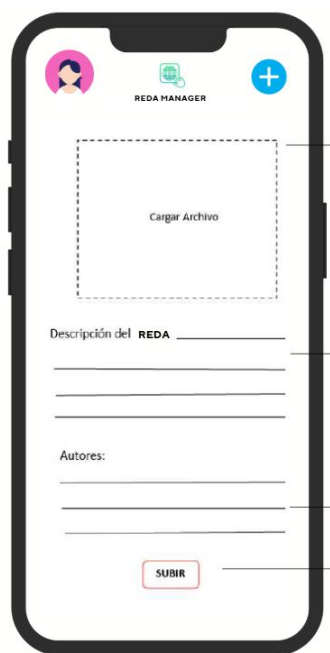 REDA MANAGER
Cargar Archivo
Descripción del REDA
Autores:
SUBIR